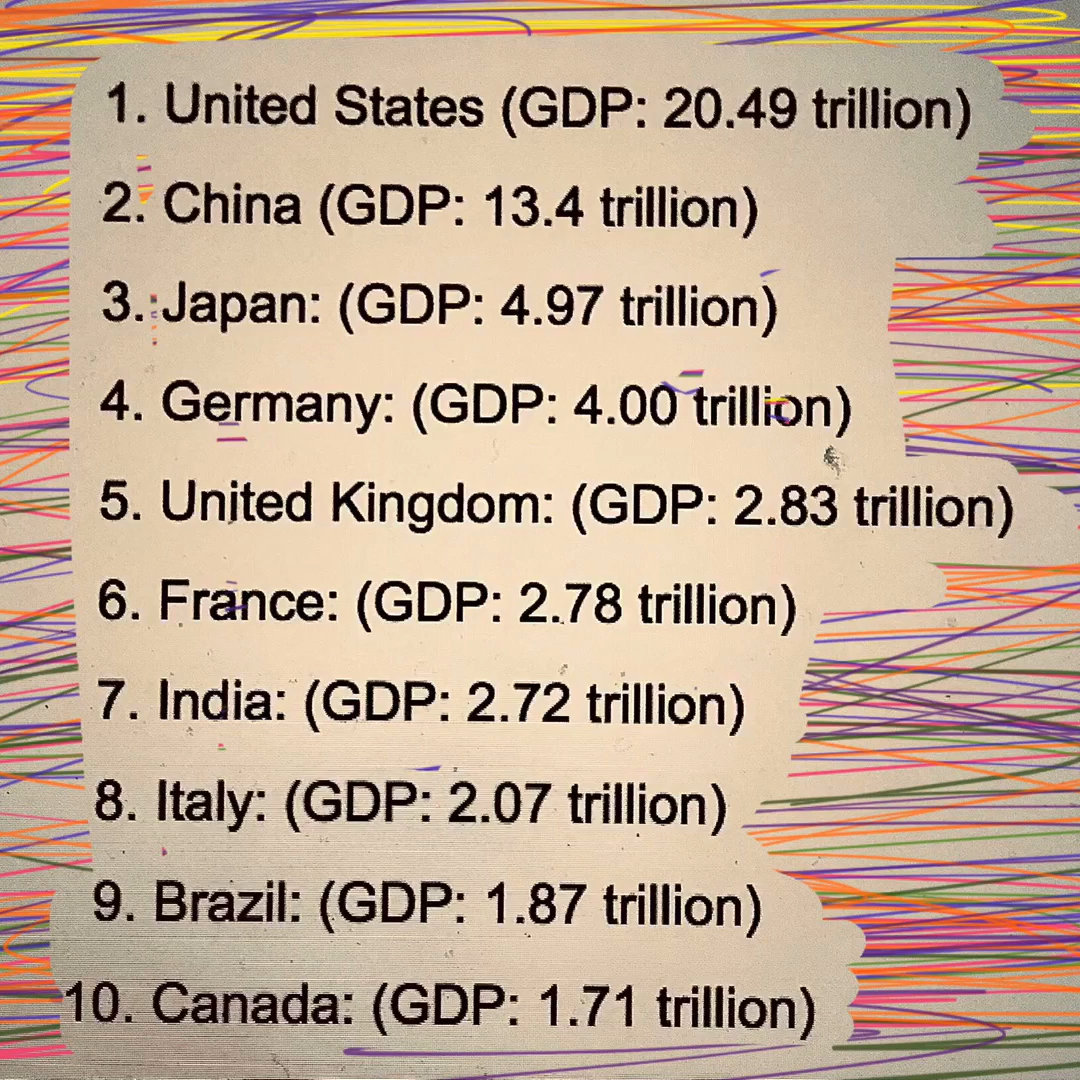 1. United States (GDP: 20.49 trillion)
2. China (GDP: 13.4 trillion)
3. Japan: (GDP: 4.97 trillion)
4. Germany: (GDP: 4.00 trillion)
5. United Kingdom: (GDP: 2.83 trillion)
6. France: (GDP: 2.78 trillion)
7. India: (GDP: 2.72 trillion)
8. Italy: (GDP: 2.07 trillion)
9. Brazil: (GDP: 1.87 trillion)
10. Canada: (GDP: 1.71 trillion)